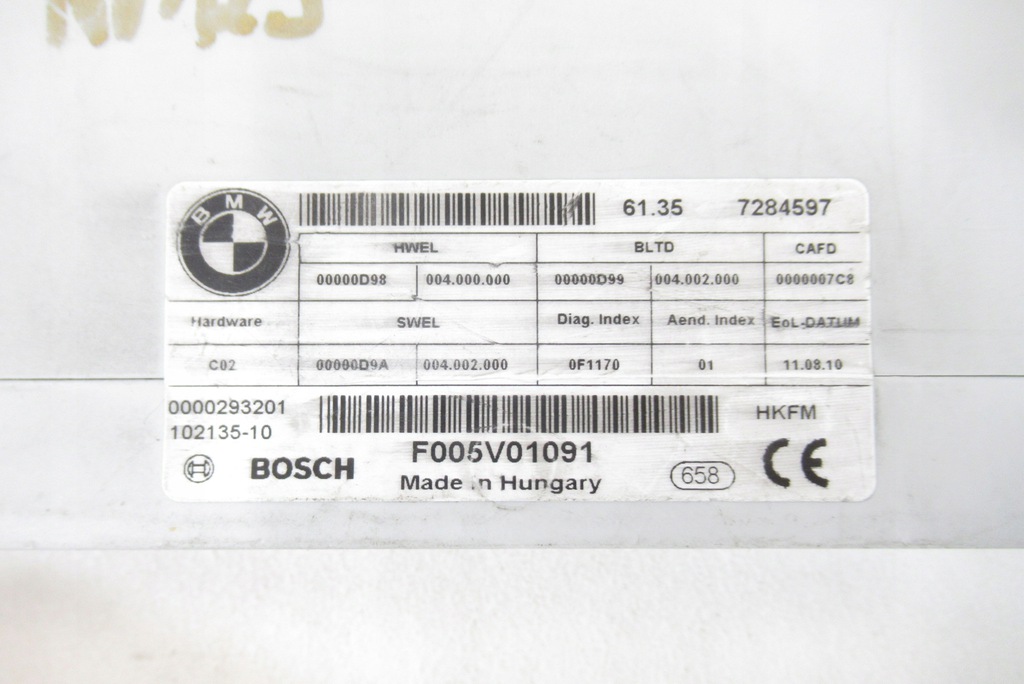 BMW
61.35 7284597
HWEL BLTD CAFD
00000D98 004.000.000 00000D99 004.002.000 0000007C8
Hardware SWEL Diag. Index Aend. Index EoL-DATUM
C02 00000D9A 004.002.000 0F1170 01 11.08.10
0000293201
102135-10
HKFM
F005V01091
BOSCH
Made in Hungary
658
CE